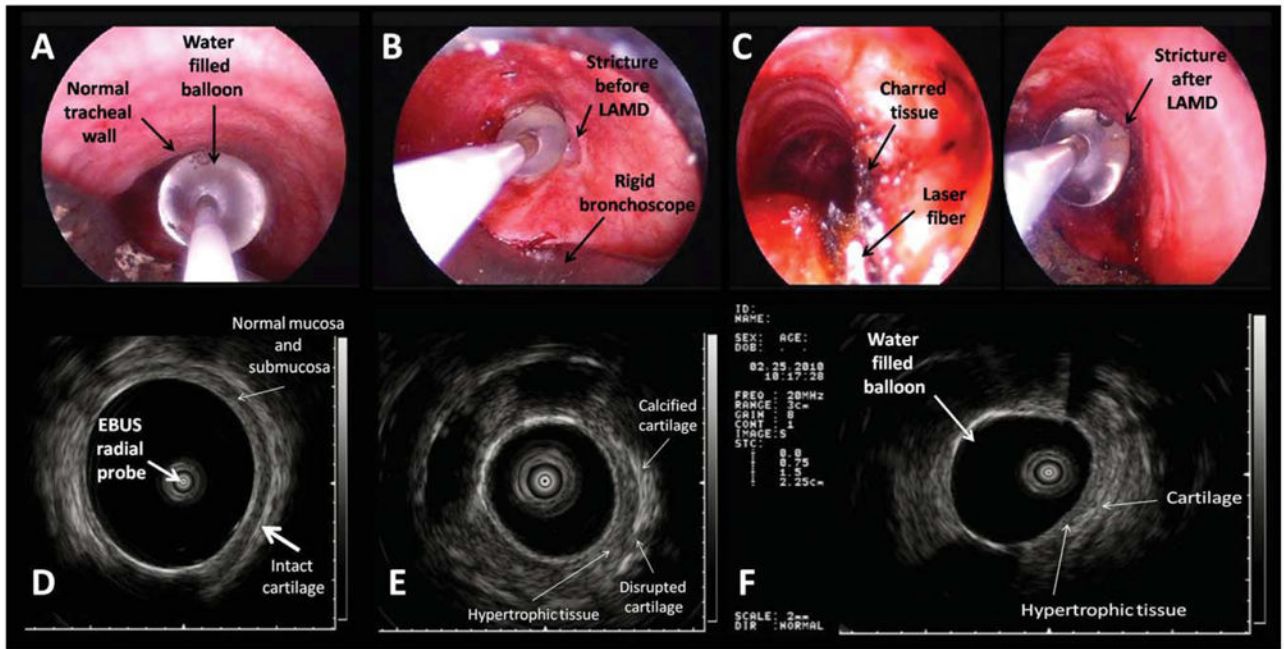 A
Water
filled
balloon
Normal
tracheal
wall
B
Stricture
before
LAMD
Rigid
bronchoscope
C
Charred
tissue
Laser
fiber
Stricture
after
LAMD
Normal mucosa
and
submucosa
EBUS
radial
probe
Intact
cartilage
D
Calcified
cartilage
Disrupted
cartilage
Hypertrophic tissue
E
ID:
NAME:
SEX: AGE:
DOB: . .
02.25.2010
10:17:28
FREQ : 20MHz
RANGE: 3cm
GAIN : 8
CONT : 1
IMAGE:S
STC:
0.0
0.75
1.5
2.25cm
SCALE: 2mm
DIR :NORMAL
Water
filled
balloon
Cartilage
Hypertrophic tissue
F